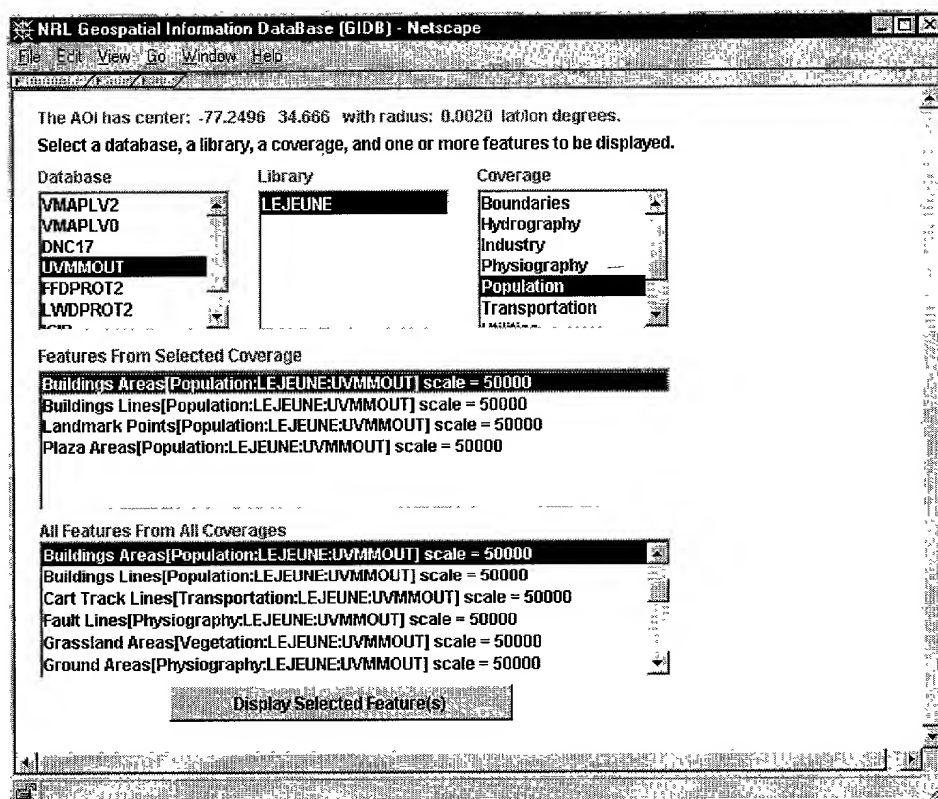 NRL Geospatial Information DataBase (GIDB) - Netscape
File Edit View Go Window Help
The AOI has center: -77.2496 34.666 with radius: 0.0020 lat/lon degrees.
Select a database, a library, a coverage, and one or more features to be displayed.
Database Library Coverage
VMAPLV2
VMAPLV0
DNC17
UVMMOUT
FFDPROT2
LWDPROT2
LEJEUNE
Boundaries
Hydrography
Industry
Physiography
Population
Transportation
Features From Selected Coverage
Buildings Areas[Population:LEJEUNE:UVMMOUT] scale = 50000
Buildings Lines[Population:LEJEUNE:UVMMOUT] scale = 50000
Landmark Points[Population:LEJEUNE:UVMMOUT] scale = 50000
Plaza Areas[Population:LEJEUNE:UVMMOUT] scale = 50000
All Features From All Coverages
Buildings Areas[Population:LEJEUNE:UVMMOUT] scale = 50000
Buildings Lines[Population:LEJEUNE:UVMMOUT] scale = 50000
Cart Track Lines[Transportation:LEJEUNE:UVMMOUT] scale = 50000
Fault Lines[Physiography:LEJEUNE:UVMMOUT] scale = 50000
Grassland Areas[Vegetation:LEJEUNE:UVMMOUT] scale = 50000
Ground Areas[Physiography:LEJEUNE:UVMMOUT] scale = 50000
Display Selected Feature(s)